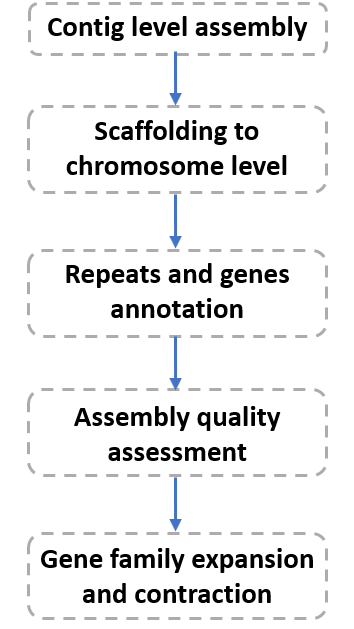 Contig level assembly
Scaffolding to
chromosome level
Repeats and genes
annotation
Assembly quality
assessment
Gene family expansion
and contraction